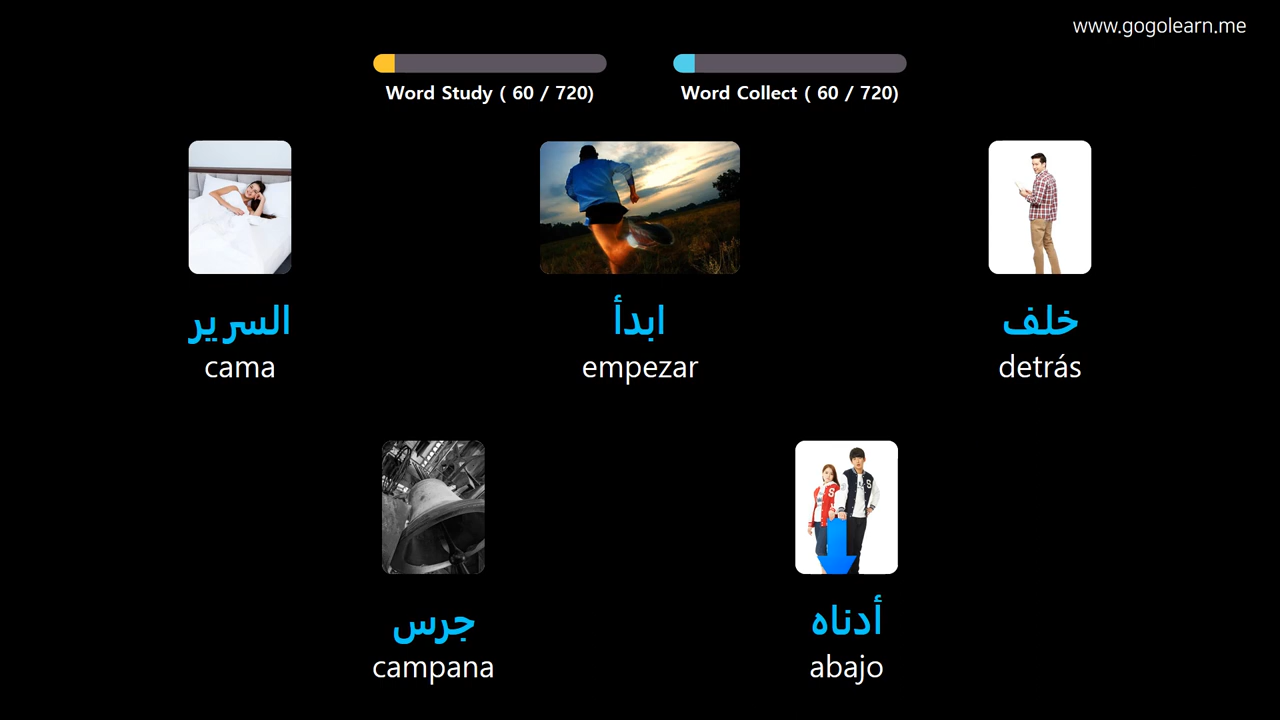 www.gogolearn.me
Word Study ( 60 / 720)
Word Collect ( 60 / 720)
السرير
cama
ابدأ
empezar
خلف
detrás
جرس
campana
أدناه
abajo